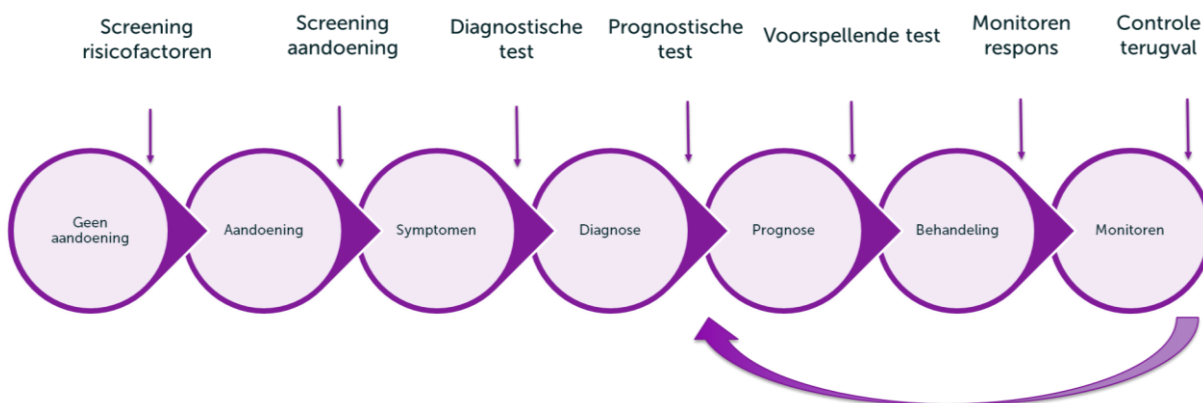 Screening
risicofactoren
Screening
aandoening
Diagnostische
test
Prognostische
test
Voorspellende test
Monitoren
respons
Controle
terugval
Geen
aandoening
Aandoening
Symptomen
Diagnose
Prognose
Behandeling
Monitoren